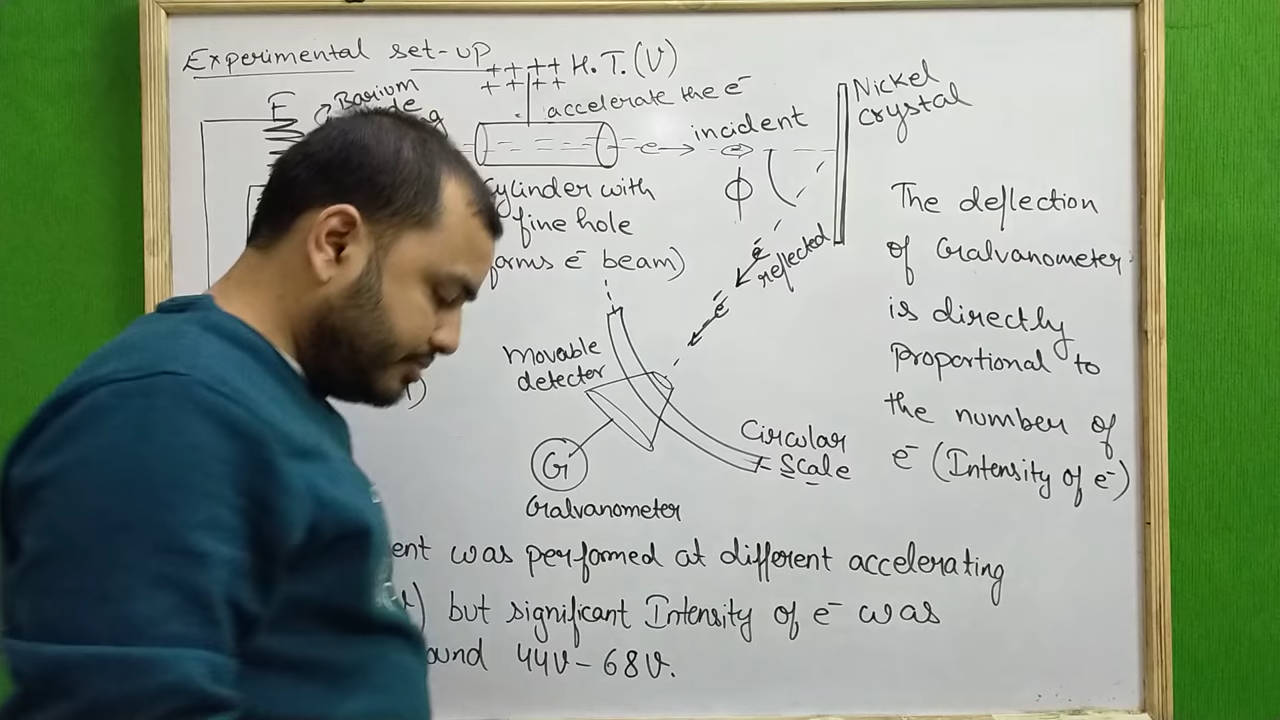 Experimental set-up
++ ++ H.T.(V)
++ ++
F
Barium
accelerate the e-
Nickel
crystal
incident
e-
ϕ
Cylinder with
fine hole
forms e- beam)
e-
reflected
e-
Movable
detector
G
Galvanometer
Circular
Scale
The deflection
of Galvanometer
is directly
proportional to
the number of
e- (Intensity of e-)
ent was performed at different accelerating
but significant Intensity of e- was
ound 44V - 68V.